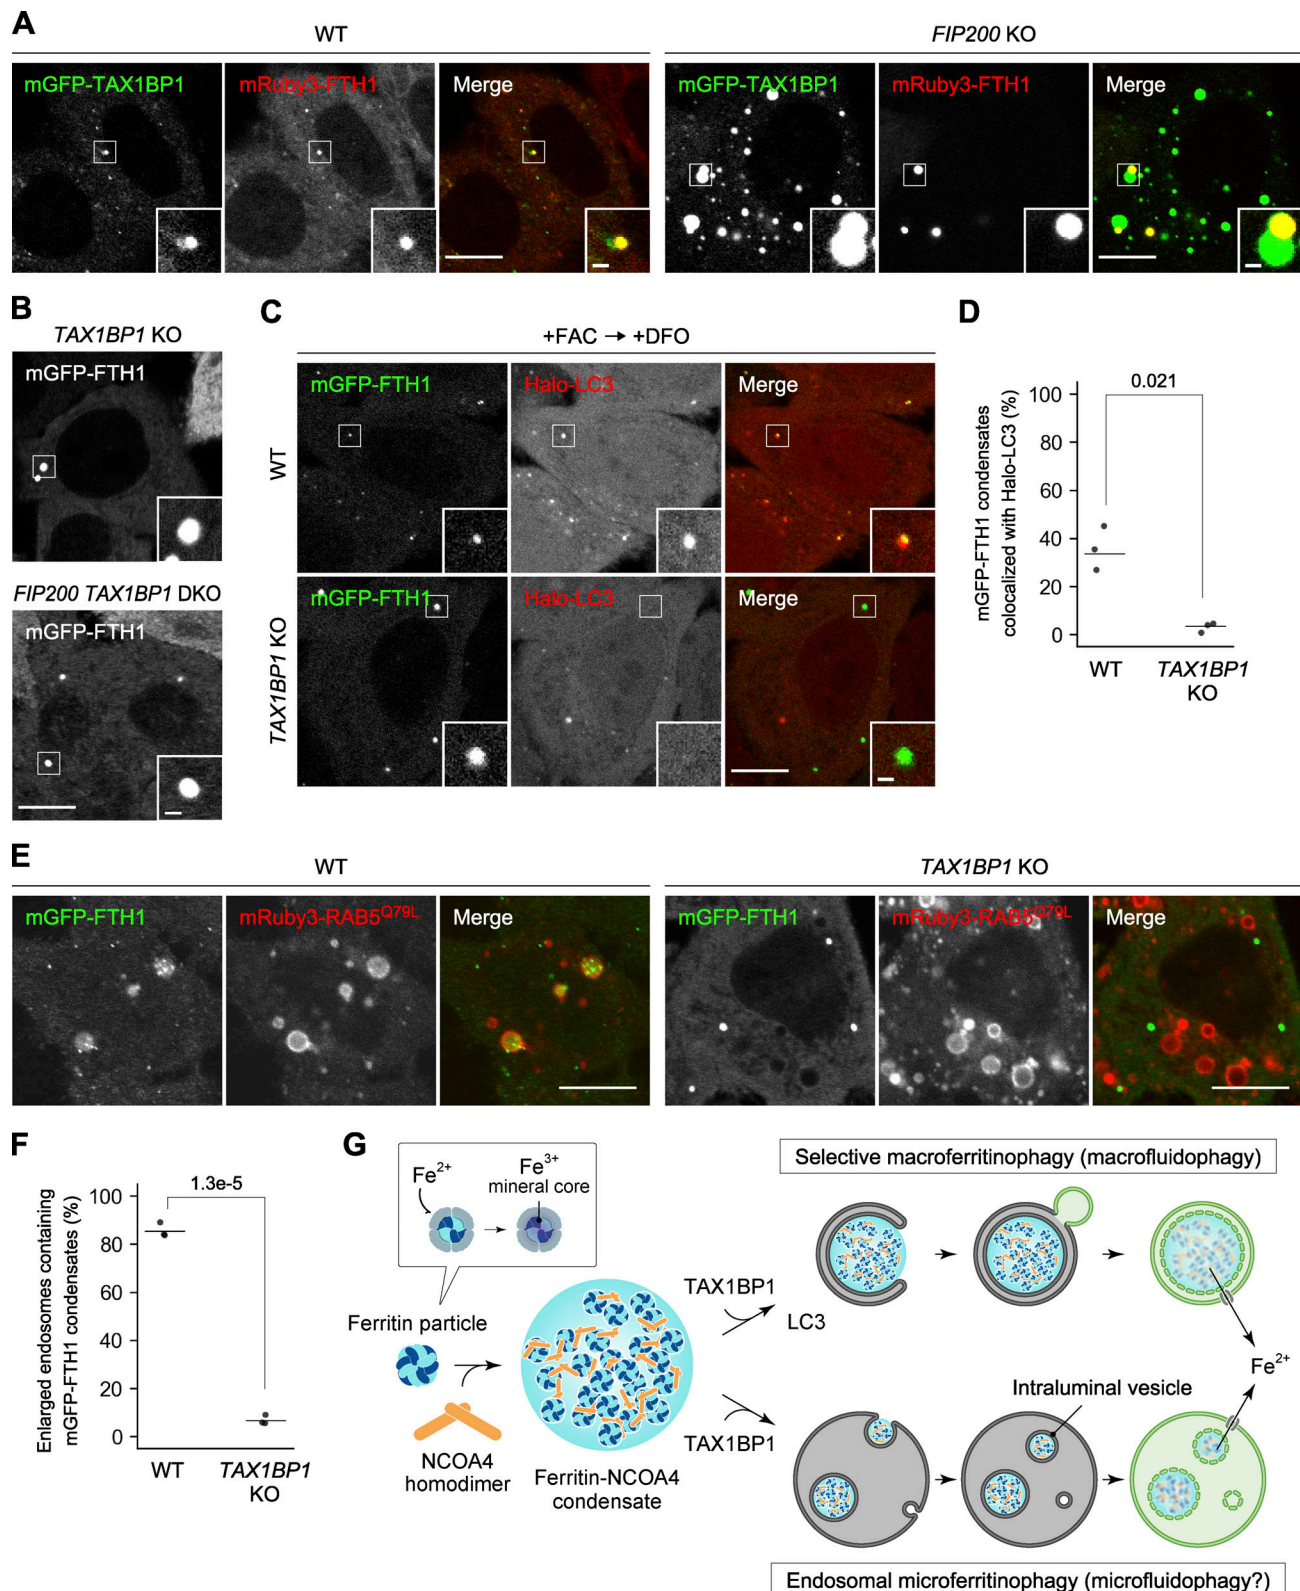 A
WT
FIP200 KO
mGFP-TAX1BP1
mRuby3-FTH1
Merge
mGFP-TAX1BP1
mRuby3-FTH1
Merge
B
TAX1BP1 KO
mGFP-FTH1
FIP200 TAX1BP1 DKO
mGFP-FTH1
C
+FAC → +DFO
WT
mGFP-FTH1
Halo-LC3
Merge
TAX1BP1 KO
mGFP-FTH1
Halo-LC3
Merge
D
0.021
mGFP-FTH1 condensates
colocalized with Halo-LC3 (%)
100
80
60
40
20
0
WT
TAX1BP1
KO
E
WT
TAX1BP1 KO
mGFP-FTH1
mRuby3-RAB5Q79L
Merge
mGFP-FTH1
mRuby3-RAB5Q79L
Merge
F
1.3e-5
Enlarged endosomes containing
mGFP-FTH1 condensates (%)
100
80
60
40
20
0
WT
TAX1BP1
KO
G
Fe2+
Fe3+
mineral core
Ferritin particle
NCOA4
homodimer
Ferritin-NCOA4
condensate
TAX1BP1
LC3
TAX1BP1
Selective macroferritinophagy (macrofluidophagy)
Fe2+
Intraluminal vesicle
Endosomal microferritinophagy (microfluidophagy?)